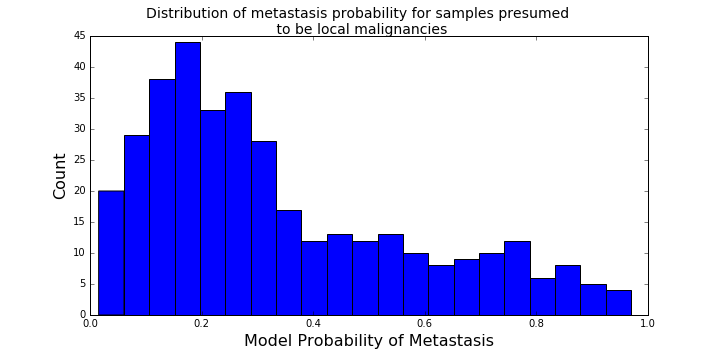 Distribution of metastasis probability for samples presumed
to be local malignancies
45
40
35
30
25
20
15
10
5
0
Count
0.0 0.2 0.4 0.6 0.8 1.0
Model Probability of Metastasis